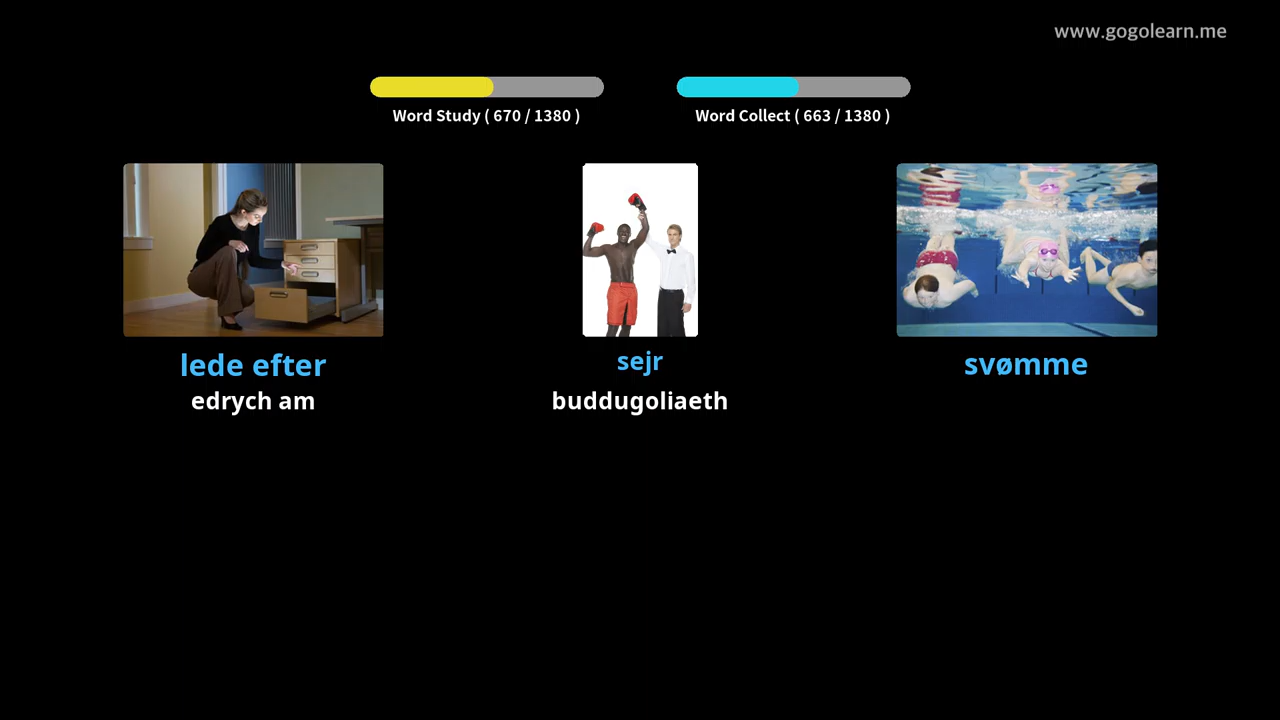 www.gogolearn.me
Word Study ( 670 / 1380 )
Word Collect ( 663 / 1380 )
lede efter
edrych am
sejr
buddugoliaeth
svømme